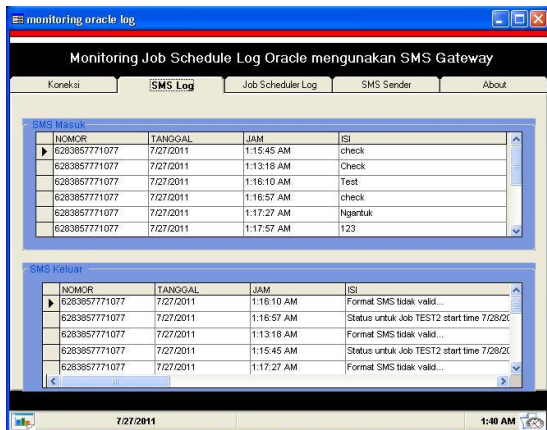 monitoring oracle log
Monitoring Job Schedule Log Oracle mengunakan SMS Gateway
Koneksi SMS Log Job Scheduler Log SMS Sender About
SMS Masuk
NOMOR TANGGAL JAM ISI
6283857771077 7/27/2011 1:15:45 AM check
6283857771077 7/27/2011 1:13:18 AM Check
6283857771077 7/27/2011 1:16:10 AM Test
6283857771077 7/27/2011 1:16:57 AM check
6283857771077 7/27/2011 1:17:27 AM Ngantuk
6283857771077 7/27/2011 1:17:57 AM 123
SMS Keluar
NOMOR TANGGAL JAM ISI
6283857771077 7/27/2011 1:16:10 AM Format SMS tidak valid...
6283857771077 7/27/2011 1:16:57 AM Status untuk Job TEST2 start time 7/28/20
6283857771077 7/27/2011 1:13:18 AM Format SMS tidak valid...
6283857771077 7/27/2011 1:15:45 AM Status untuk Job TEST2 start time 7/28/20
6283857771077 7/27/2011 1:17:27 AM Format SMS tidak valid...
7/27/2011 1:40 AM